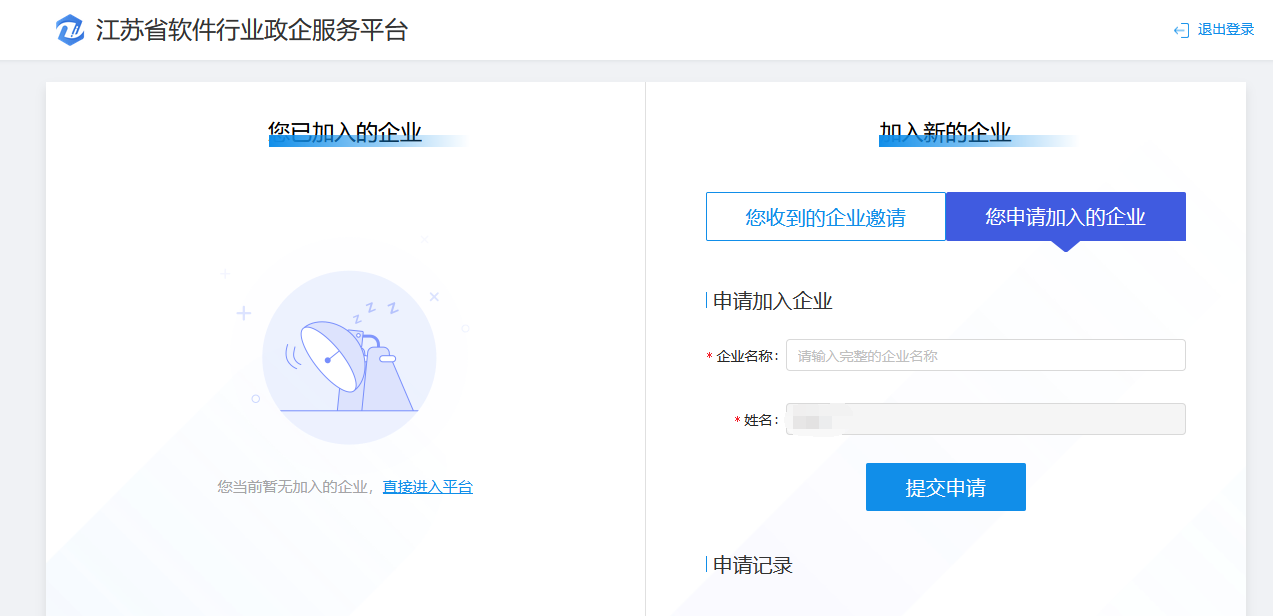 江苏省软件行业政企服务平台
退出登录
您已加入的企业
您当前暂无加入的企业，直接进入平台
加入新的企业
您收到的企业邀请
您申请加入的企业
申请加入企业
* 企业名称： 请输入完整的企业名称
* 姓名：
提交申请
申请记录